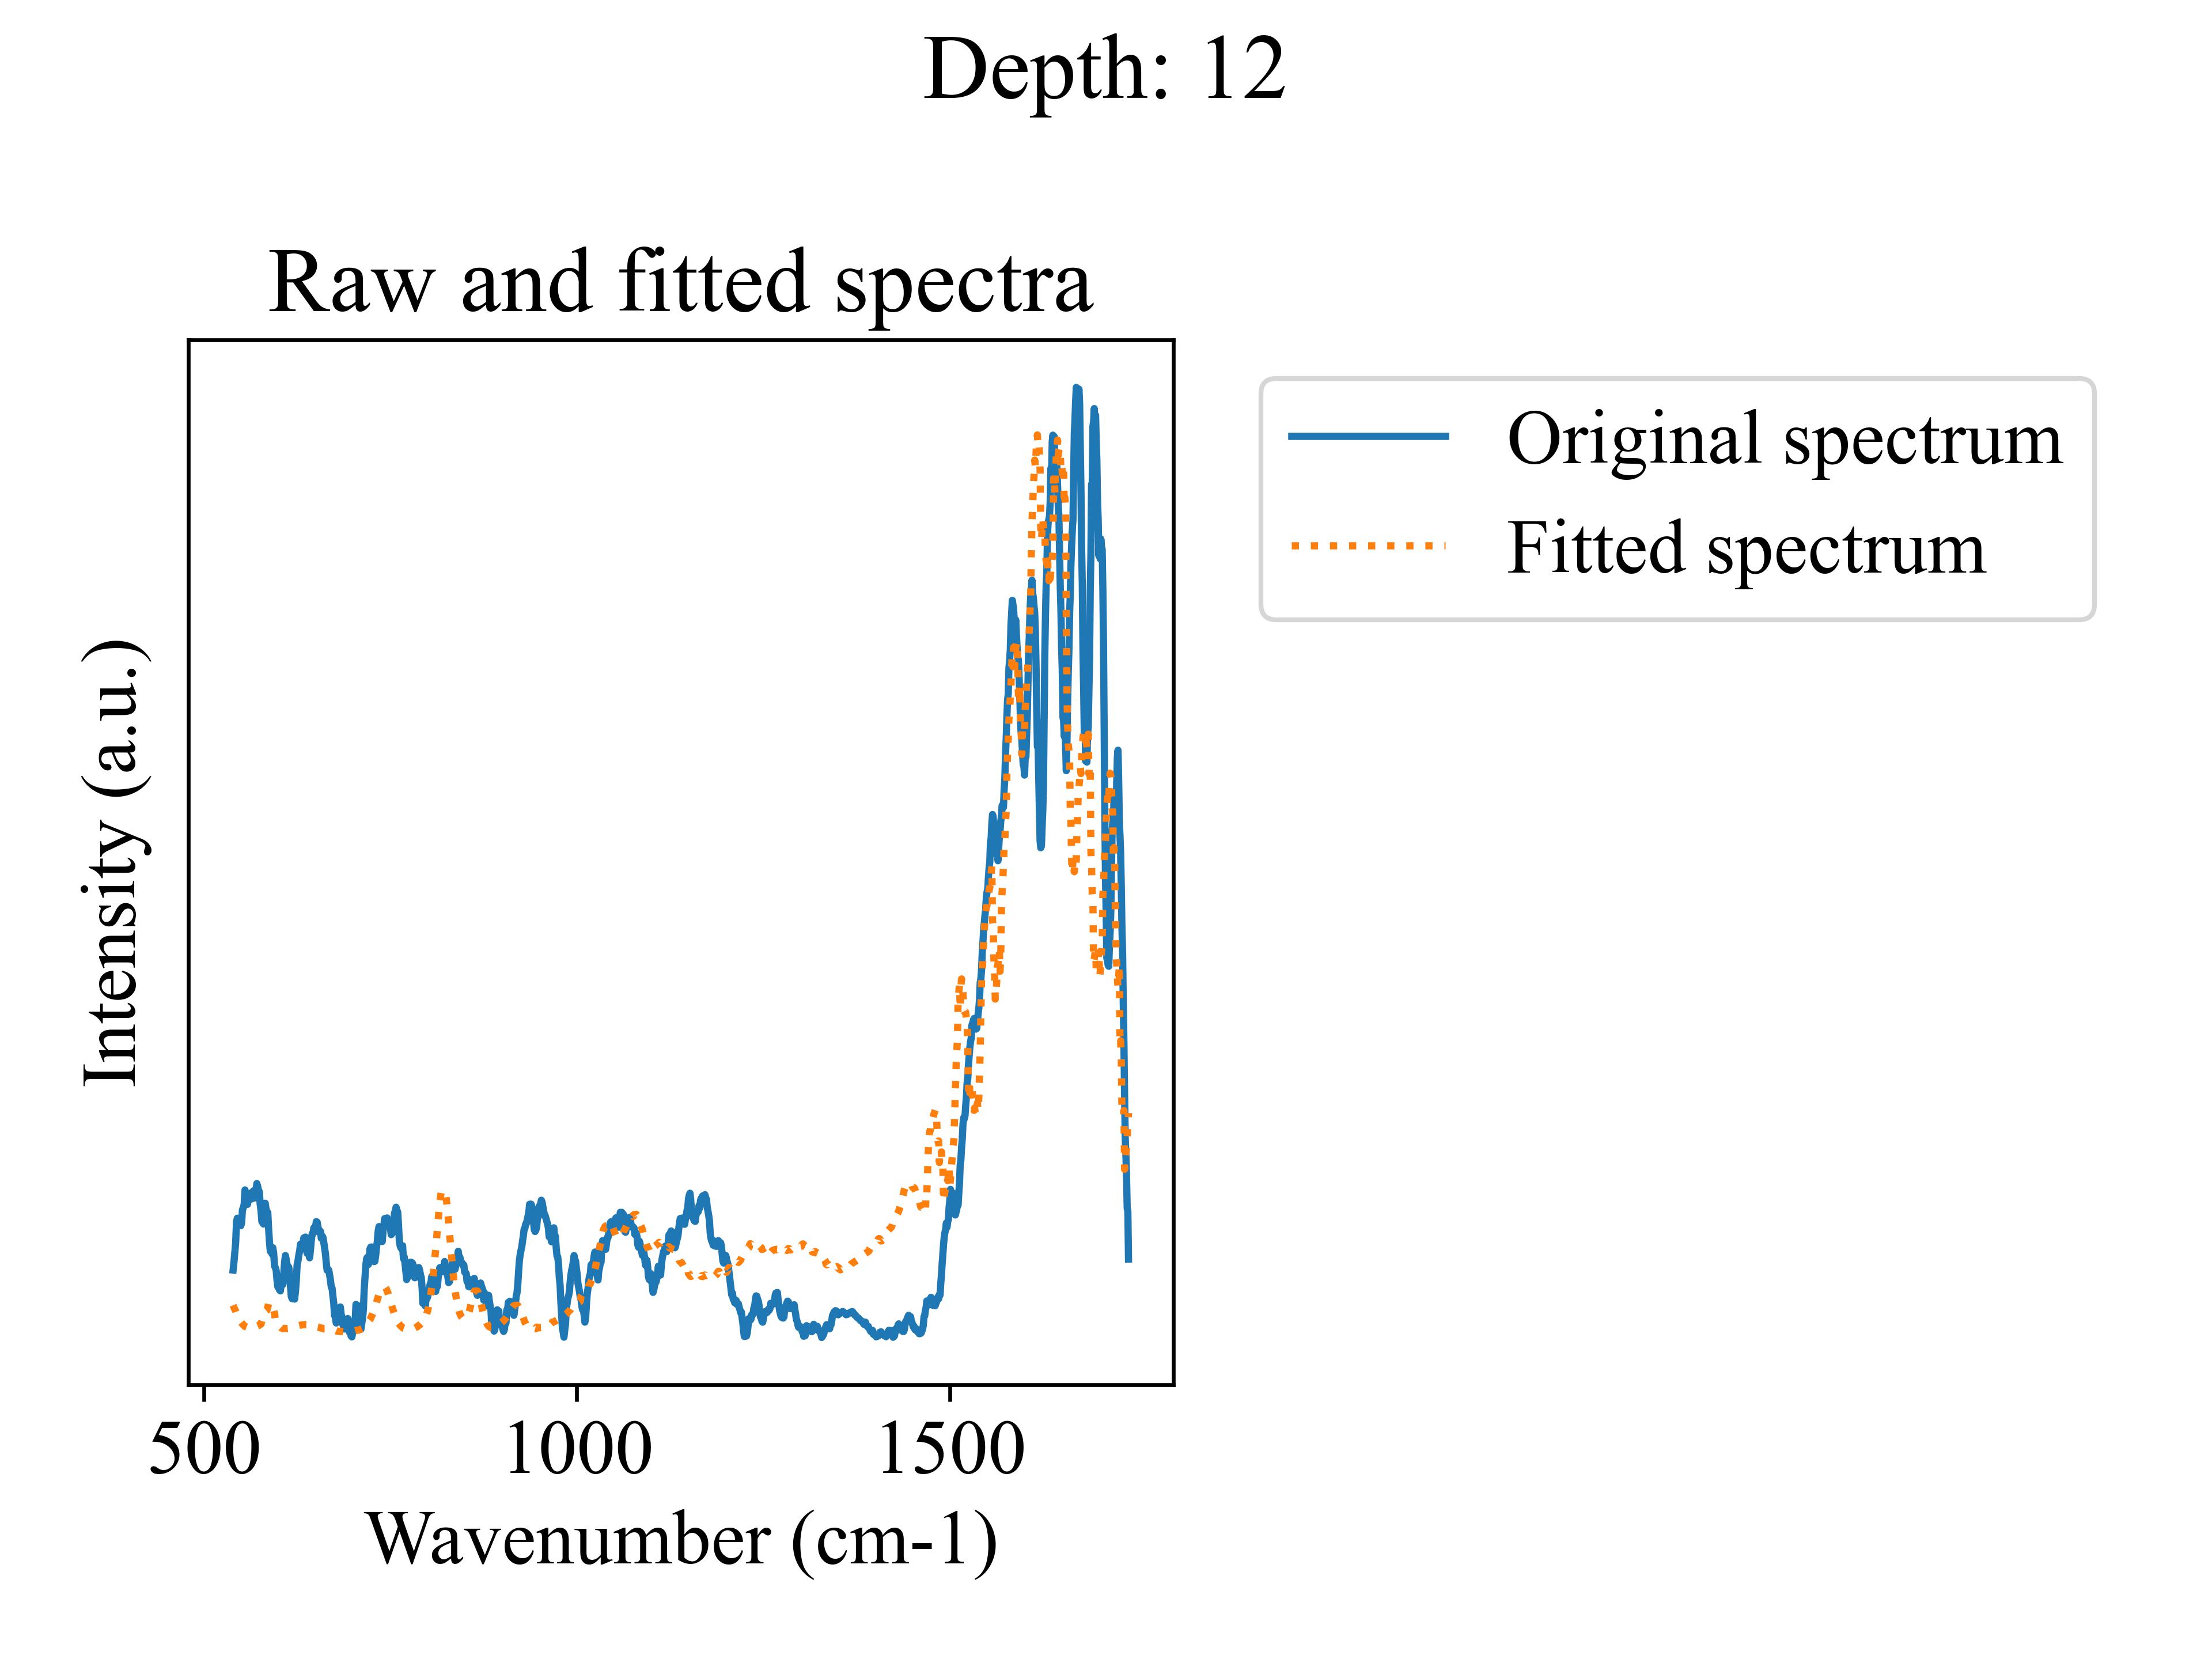 Depth: 12
Raw and fitted spectra
Original spectrum
Fitted spectrum
Intensity (a.u.)
500 1000 1500
Wavenumber (cm-1)